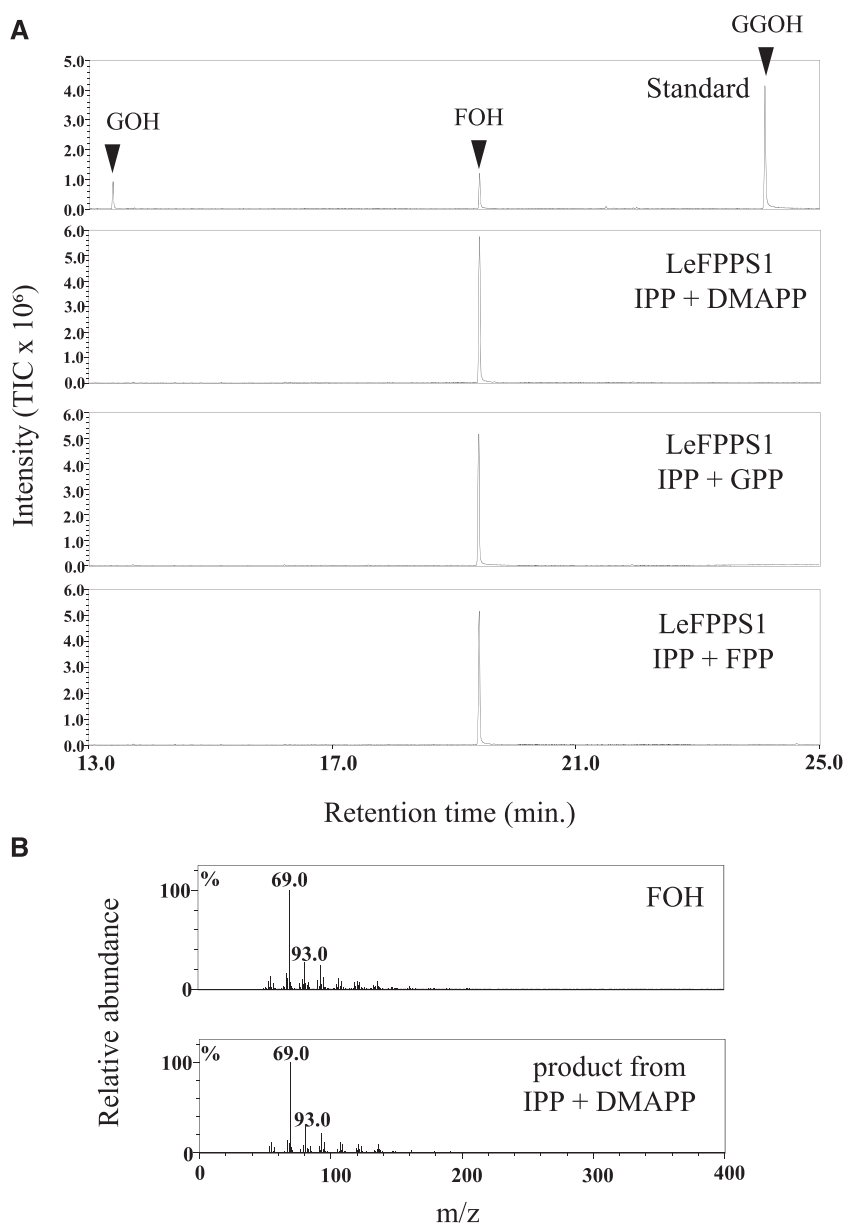 A
GGOH
Standard
GOH
FOH
5.0
4.0
3.0
2.0
1.0
0.0
LeFPPS1
IPP + DMAPP
6.0
5.0
4.0
3.0
2.0
1.0
0.0
LeFPPS1
IPP + GPP
6.0
5.0
4.0
3.0
2.0
1.0
0.0
LeFPPS1
IPP + FPP
6.0
5.0
4.0
3.0
2.0
1.0
0.0
Intensity (TIC x 10⁶)
13.0 17.0 21.0 25.0
Retention time (min.)
B
Relative abundance
%
100
0
69.0
93.0
FOH
%
100
0
69.0
93.0
product from
IPP + DMAPP
0 100 200 300 400
m/z